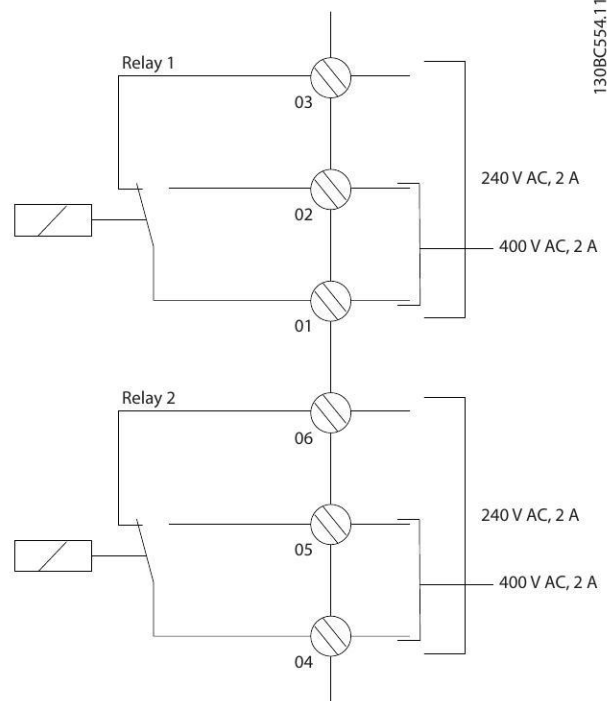 130BC554.11
Relay 1
03
240 V AC, 2 A
02
400 V AC, 2 A
01
Relay 2
06
240 V AC, 2 A
05
400 V AC, 2 A
04